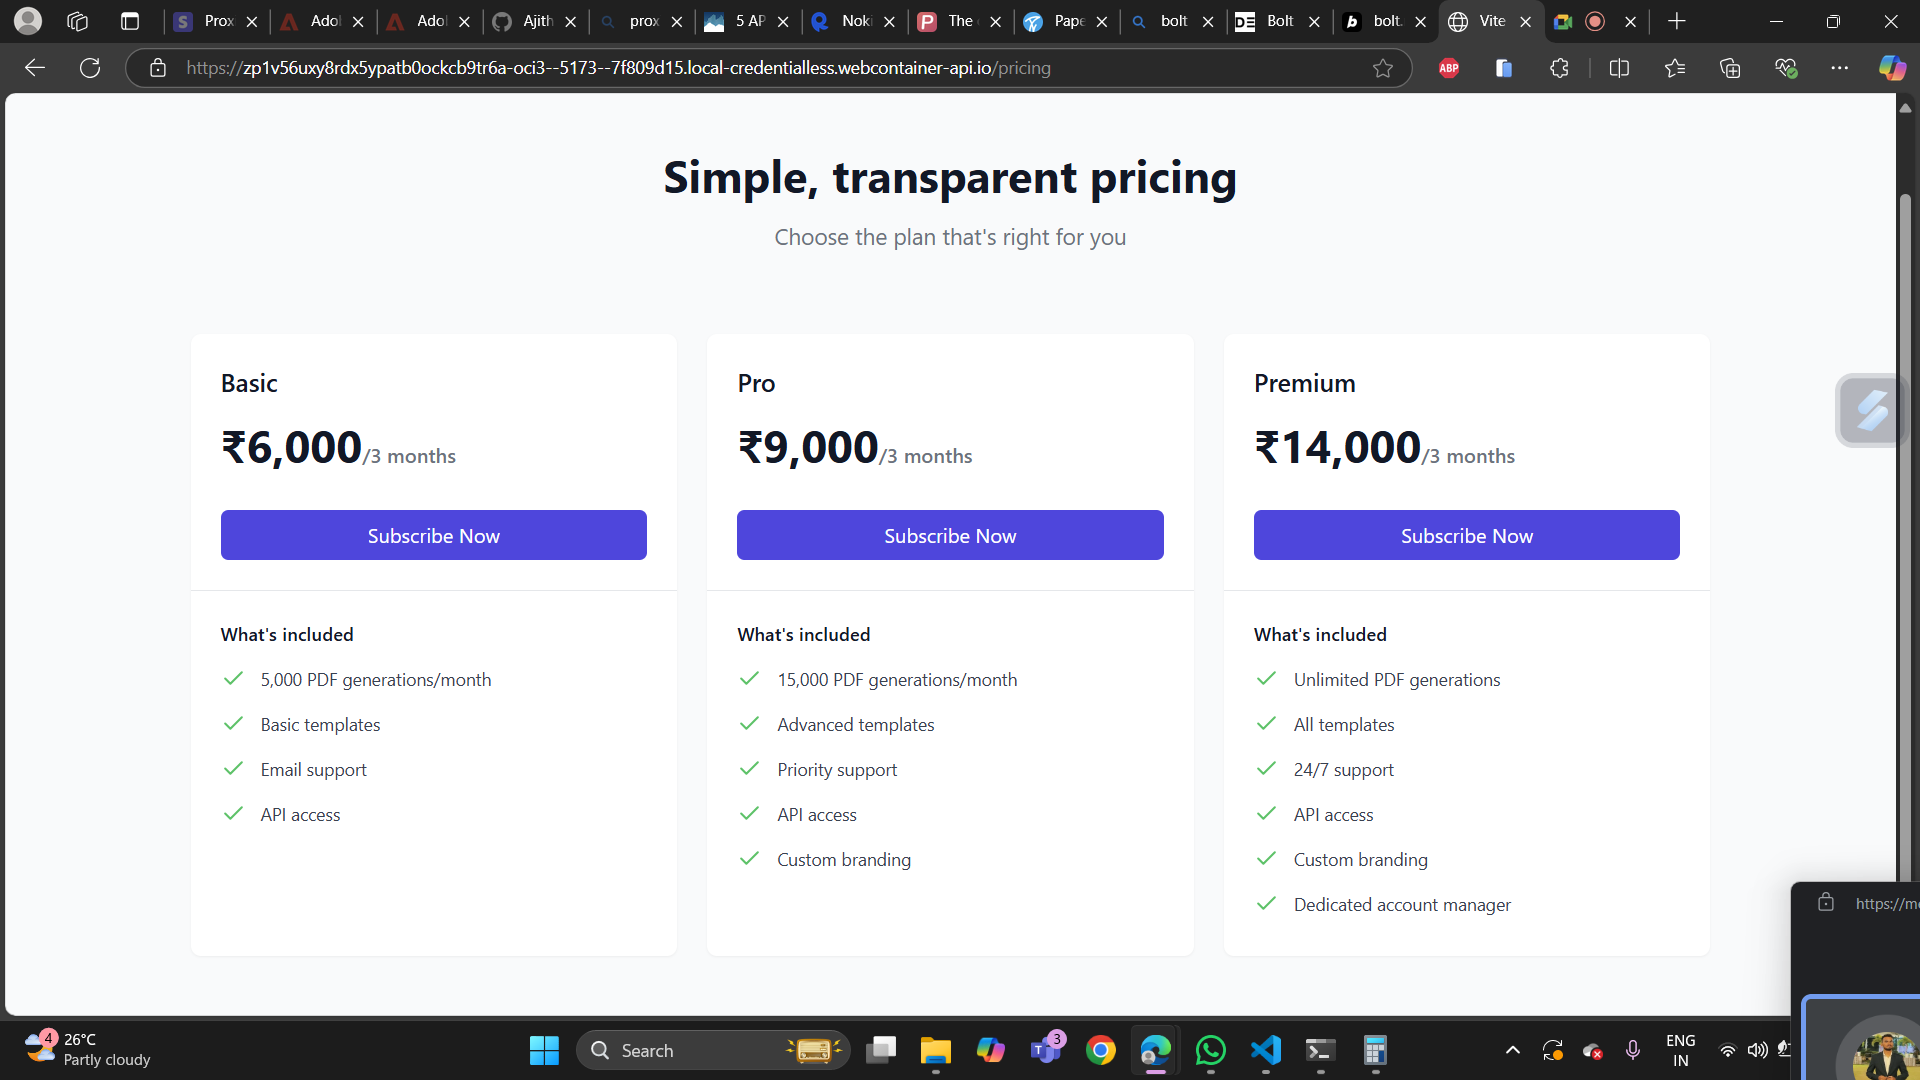 Prox
Adol
Adol
Ajith
prox
5 AP
Noki
The
Pape
bolt
Bolt
bolt.
Vite
https://zp1v56uxy8rdx5ypatb0ockcb9tr6a-oci3--5173--7f809d15.local-credentialless.webcontainer-api.io/pricing
ABP
Simple, transparent pricing
Choose the plan that's right for you
Basic
₹6,000/3 months
Subscribe Now
What's included
5,000 PDF generations/month
Basic templates
Email support
API access
Pro
₹9,000/3 months
Subscribe Now
What's included
15,000 PDF generations/month
Advanced templates
Priority support
API access
Custom branding
Premium
₹14,000/3 months
Subscribe Now
What's included
Unlimited PDF generations
All templates
24/7 support
API access
Custom branding
Dedicated account manager
https://me
4
26°C
Partly cloudy
Search
3
ENG
IN